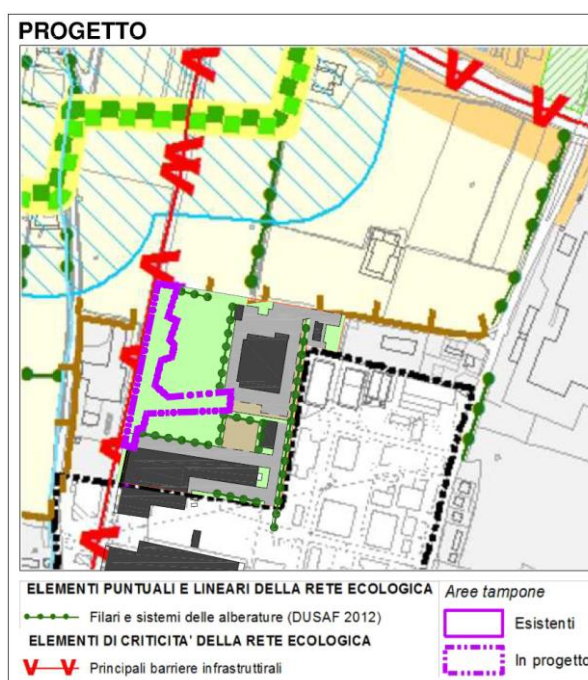 PROGETTO
ELEMENTI PUNTUALI E LINEARI DELLA RETE ECOLOGICA
Filari e sistemi delle alberature (DUSAF 2012)
ELEMENTI DI CRITICITA' DELLA RETE ECOLOGICA
Principali barriere infrastruttirali
Aree tampone
Esistenti
In progetto